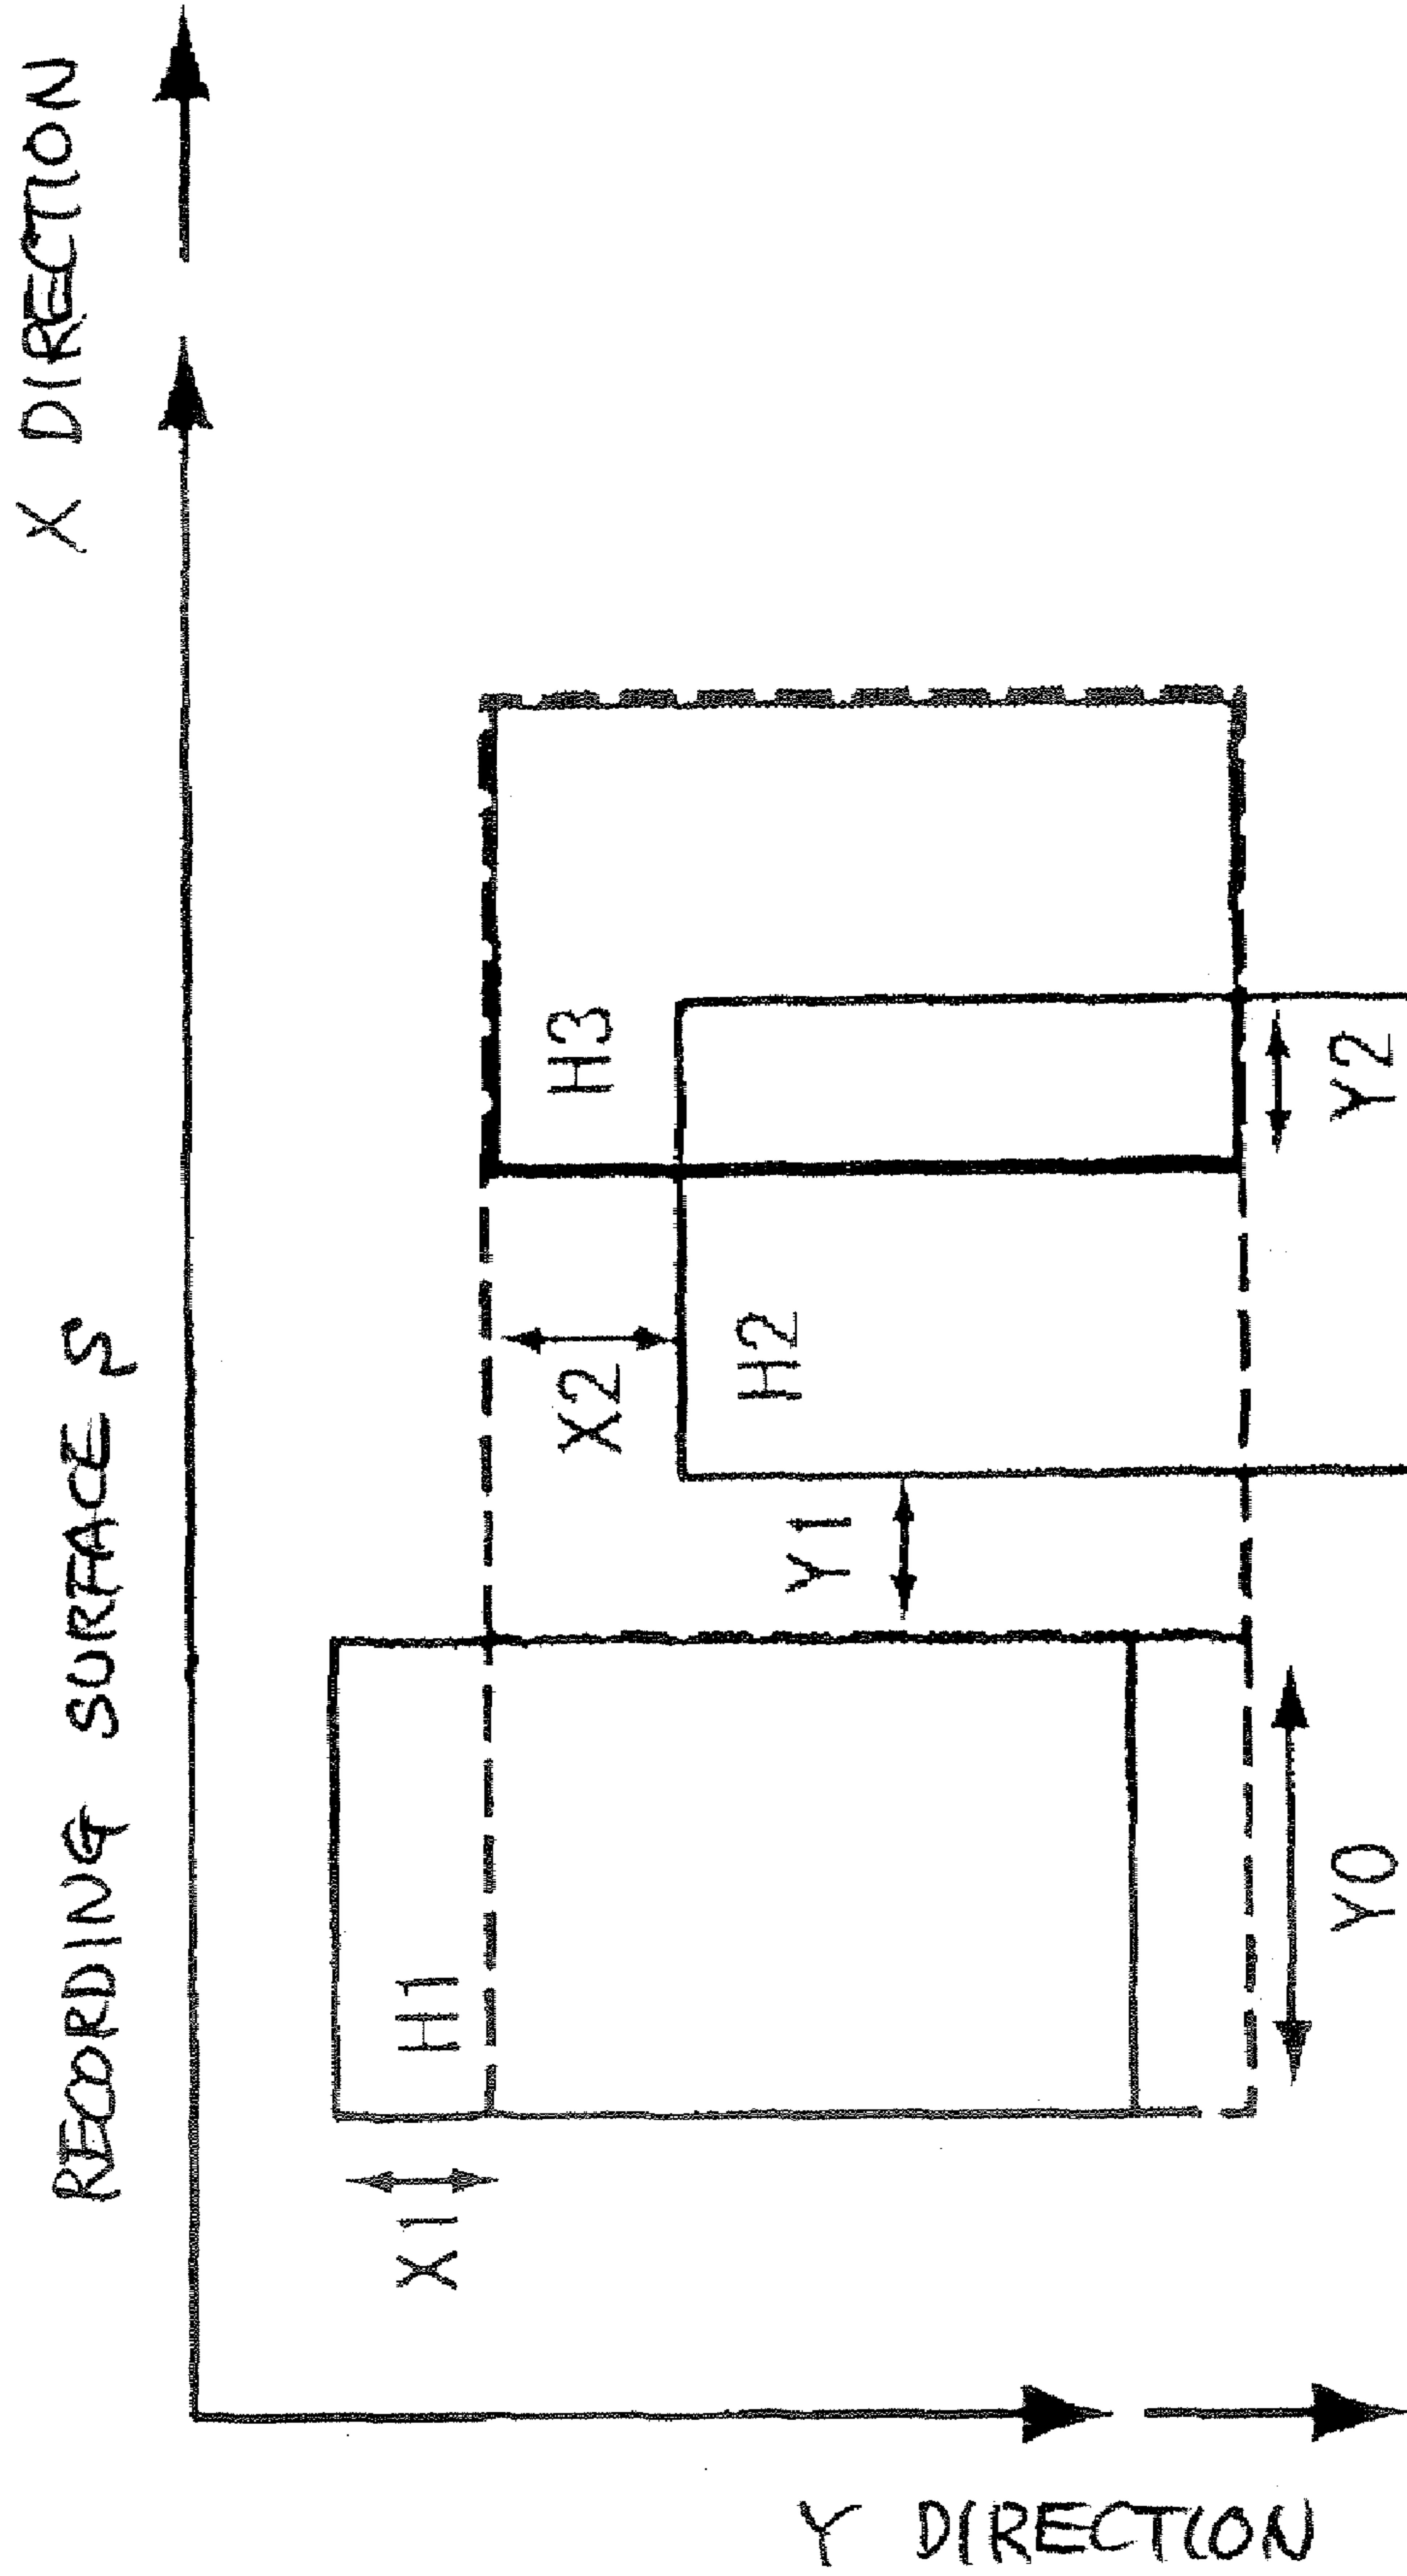 RECORDING SURFACE S
X DIRECTION
Y DIRECTION
X1
H1
Y0
Y1
X2
H2
H3
Y2